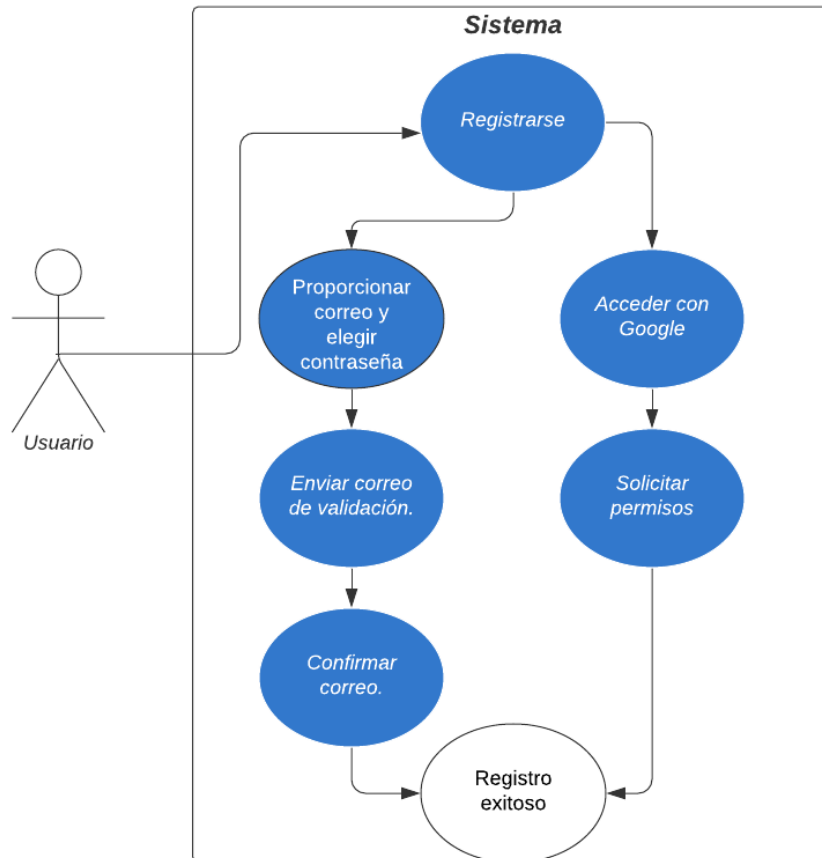 Sistema
Registrarse
Proporcionar
correo y
elegir
contraseña
Acceder con
Google
Usuario
Enviar correo
de validación.
Solicitar
permisos
Confirmar
correo.
Registro
exitoso